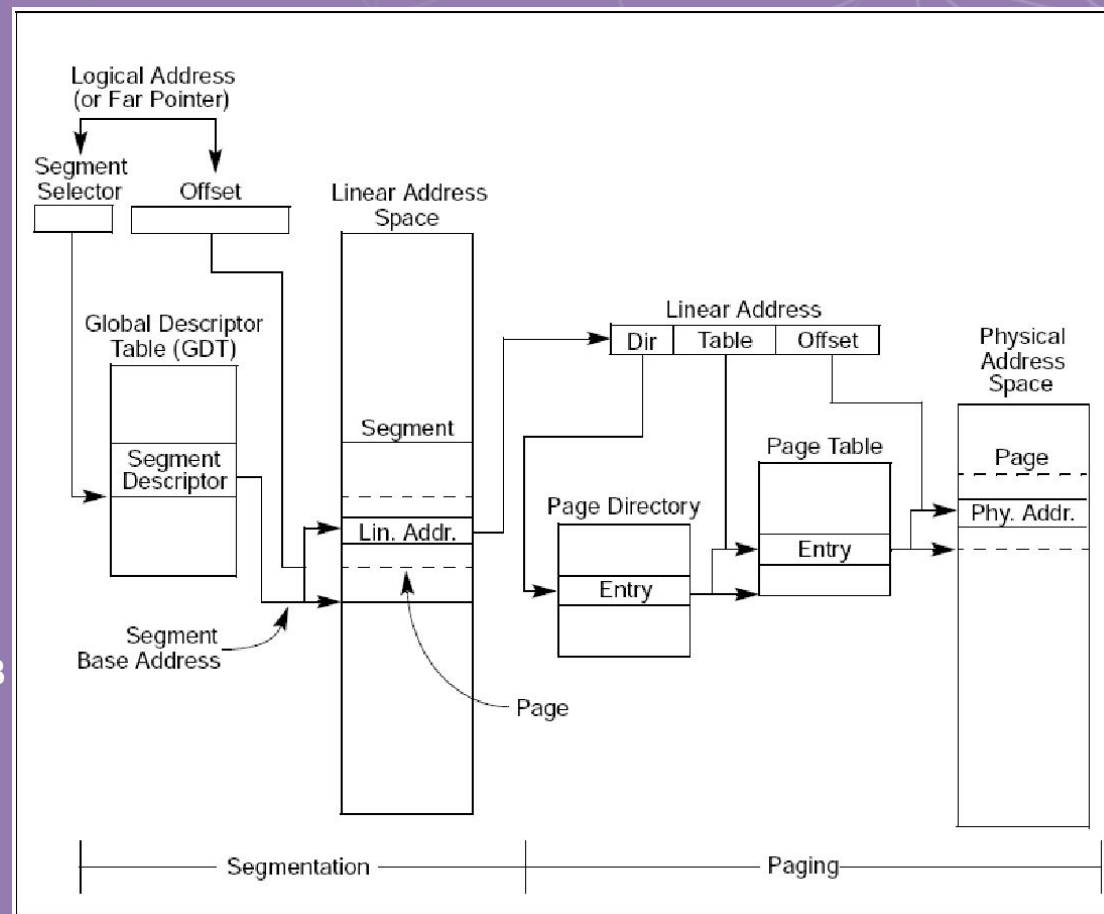 Logical Address
(or Far Pointer)
Segment
Selector
Offset
Linear Address
Space
Global Descriptor
Table (GDT)
Segment
Descriptor
Segment
Lin. Addr.
Segment
Base Address
Page
Linear Address
Dir
Table
Offset
Page Directory
Entry
Page Table
Entry
Physical
Address
Space
Page
Phy. Addr.
Segmentation
Paging